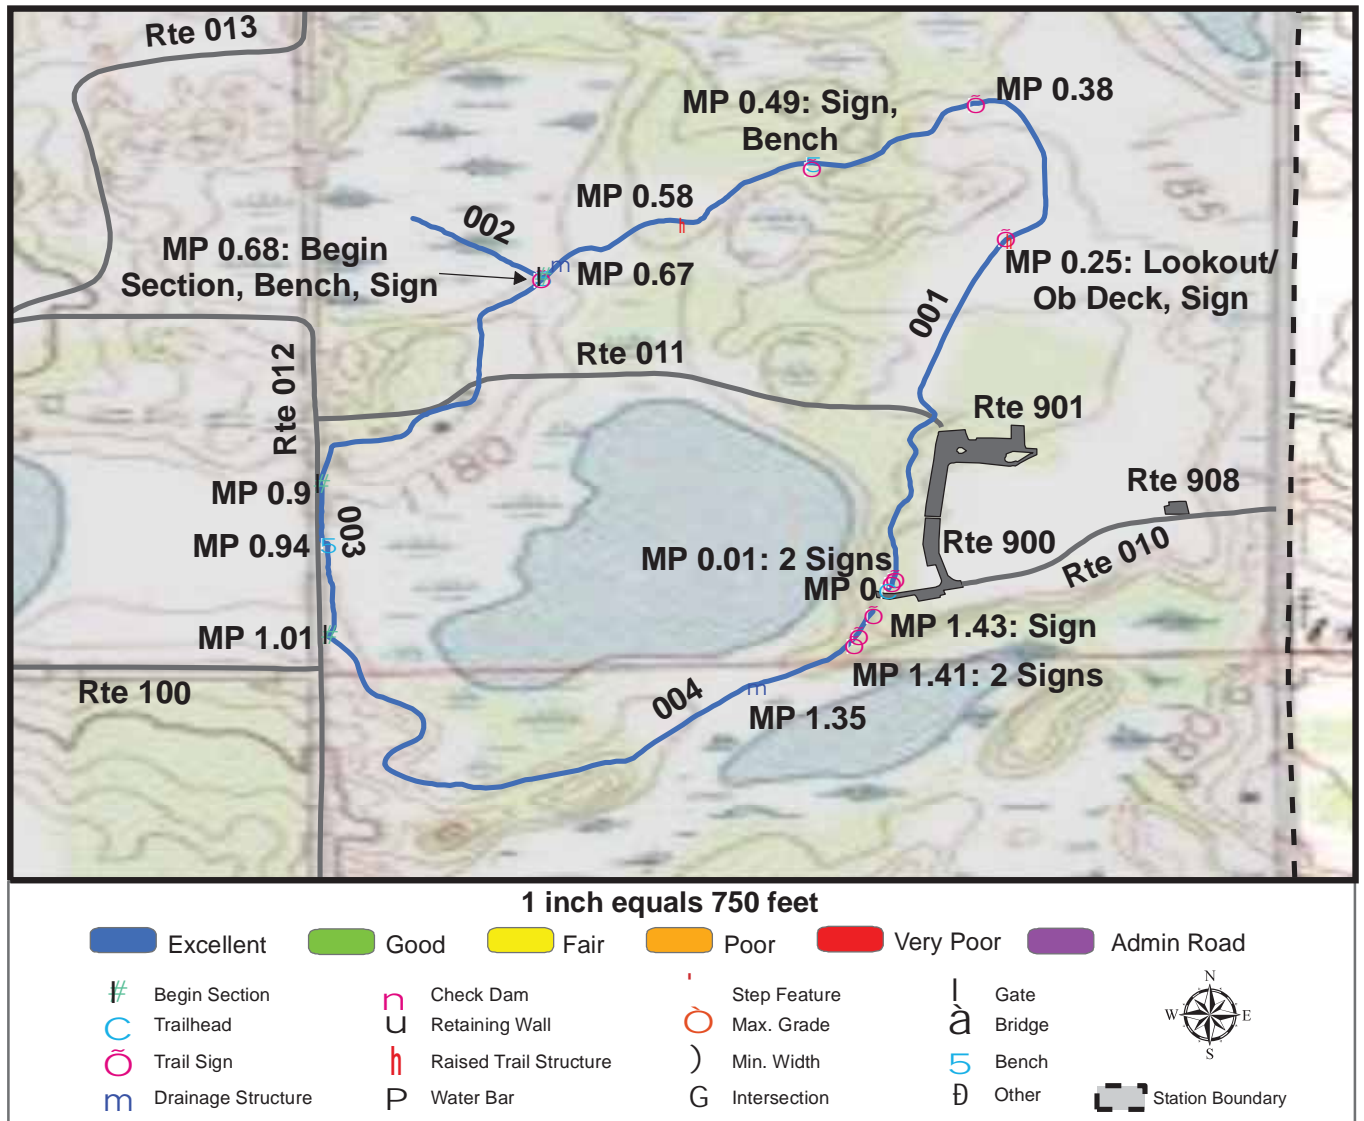 Rte 013
MP 0.38
MP 0.49: Sign,
Bench
1185
MP 0.58
002
MP 0.68: Begin
Section, Bench, Sign
m
MP 0.67
MP 0.25: Lookout/
Ob Deck, Sign
001
Rte 011
Rte 012
Rte 901
1180
MP 0.9
Rte 908
003
MP 0.94
5
Rte 900
Rte 010
MP 0.01: 2 Signs
MP 0
MP 1.01
MP 1.43: Sign
MP 1.41: 2 Signs
Rte 100
004
m
MP 1.35
80
1 inch equals 750 feet
Excellent
Good
Fair
Poor
Very Poor
Admin Road
# Begin Section
n Check Dam
' Step Feature
I Gate
C Trailhead
u Retaining Wall
Ò Max. Grade
à Bridge
Õ Trail Sign
h Raised Trail Structure
) Min. Width
5 Bench
m Drainage Structure
P Water Bar
G Intersection
Ð Other
Station Boundary
N
W E
S